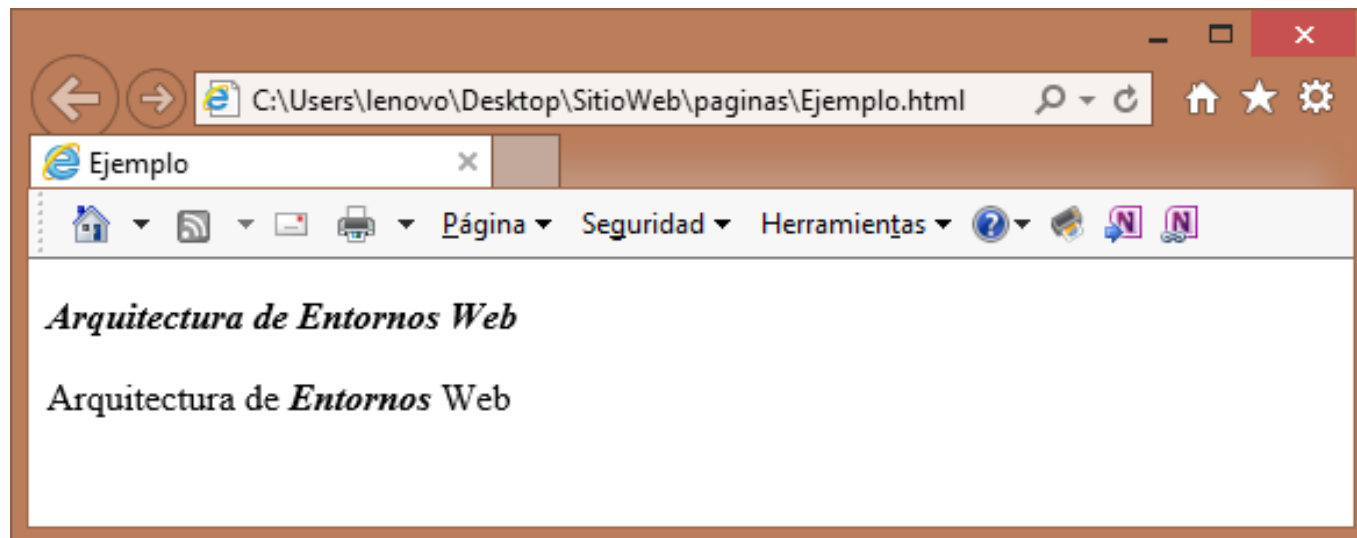 C:\Users\lenovo\Desktop\SitioWeb\paginas\Ejemplo.html
Ejemplo
Página Seguridad Herramientas
Arquitectura de Entornos Web
Arquitectura de Entornos Web